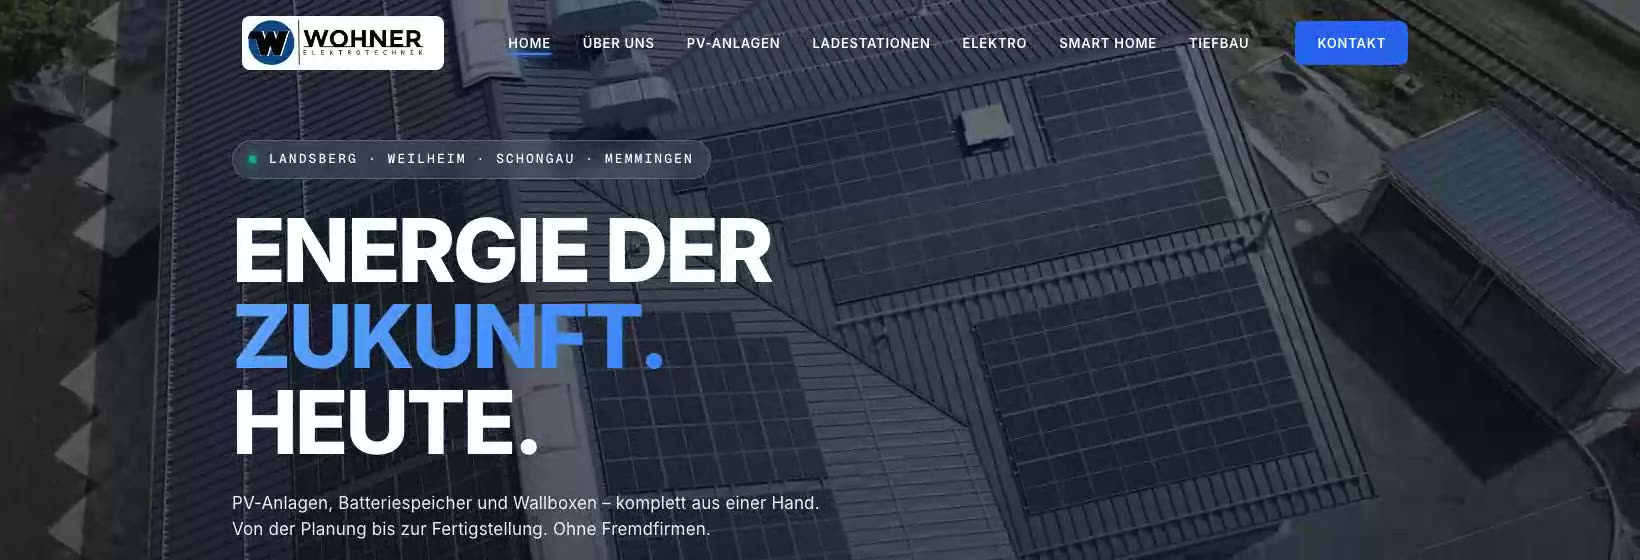 WOHNER
ELEKTROTECHNIK
HOME
ÜBER UNS
PV-ANLAGEN
LADESTATIONEN
ELEKTRO
SMART HOME
TIEFBAU
KONTAKT
LANDSBERG · WEILHEIM · SCHONGAU · MEMMINGEN
ENERGIE DER
ZUKUNFT.
HEUTE.
PV-Anlagen, Batteriespeicher und Wallboxen – komplett aus einer Hand.
Von der Planung bis zur Fertigstellung. Ohne Fremdfirmen.